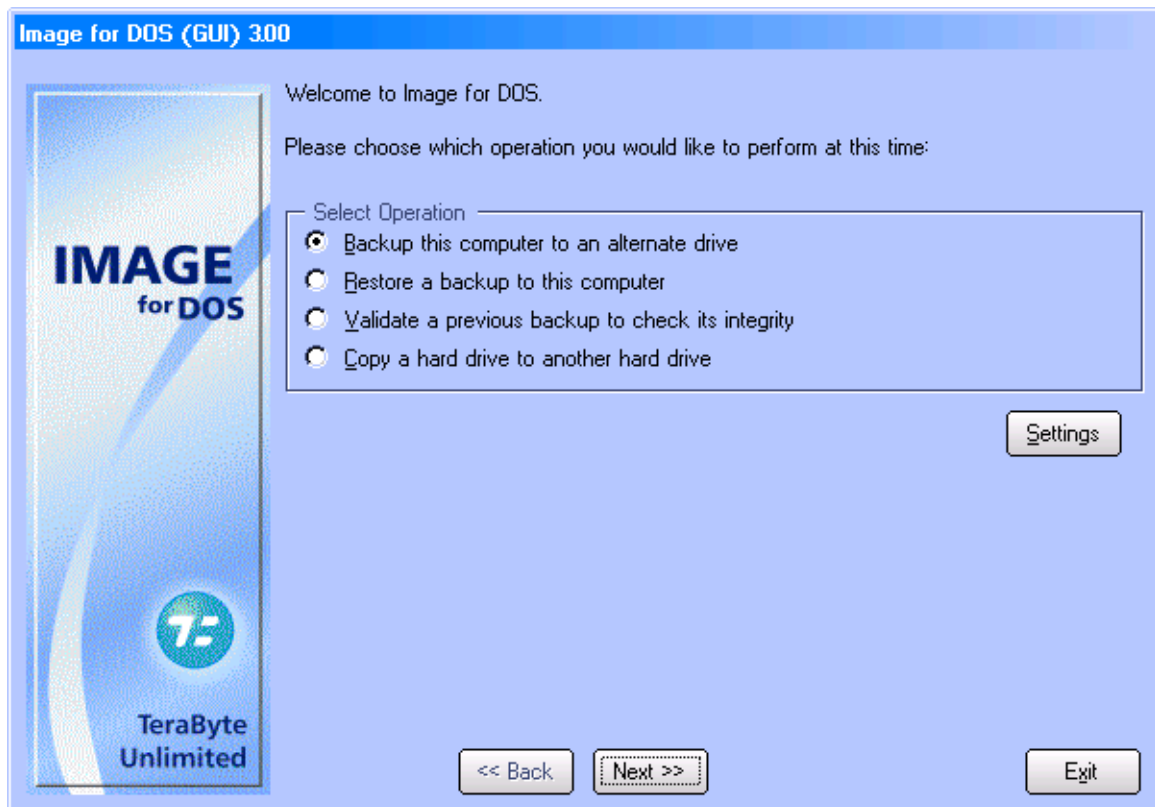 Image for DOS (GUI) 3.00
Welcome to Image for DOS.
Please choose which operation you would like to perform at this time:
Select Operation
Backup this computer to an alternate drive
Restore a backup to this computer
Validate a previous backup to check its integrity
Copy a hard drive to another hard drive
Settings
IMAGE
for DOS
TeraByte
Unlimited
<< Back
Next >>
Exit